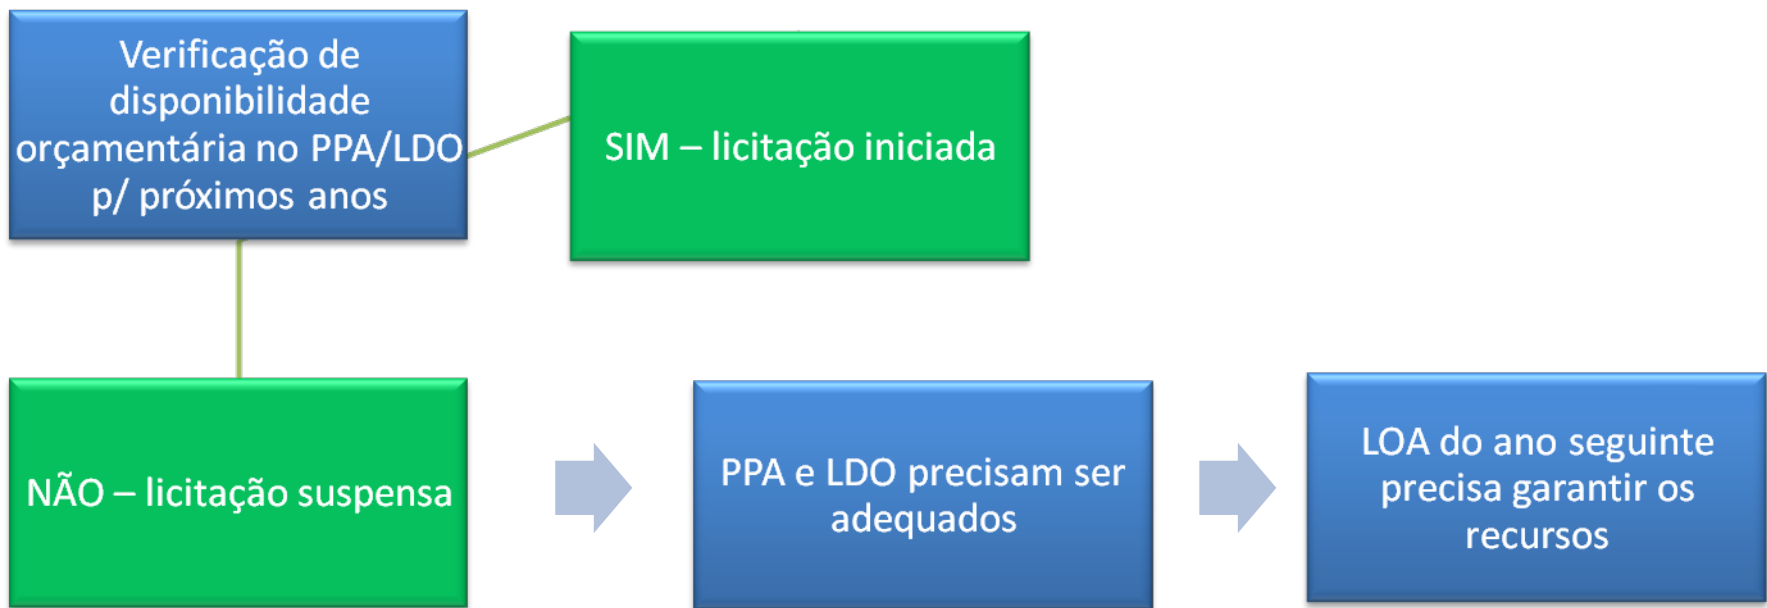 Verificação de
disponibilidade
orçamentária no PPA/LDO
p/ próximos anos
SIM – licitação iniciada
NÃO – licitação suspensa
PPA e LDO precisam ser
adequados
LOA do ano seguinte
precisa garantir os
recursos